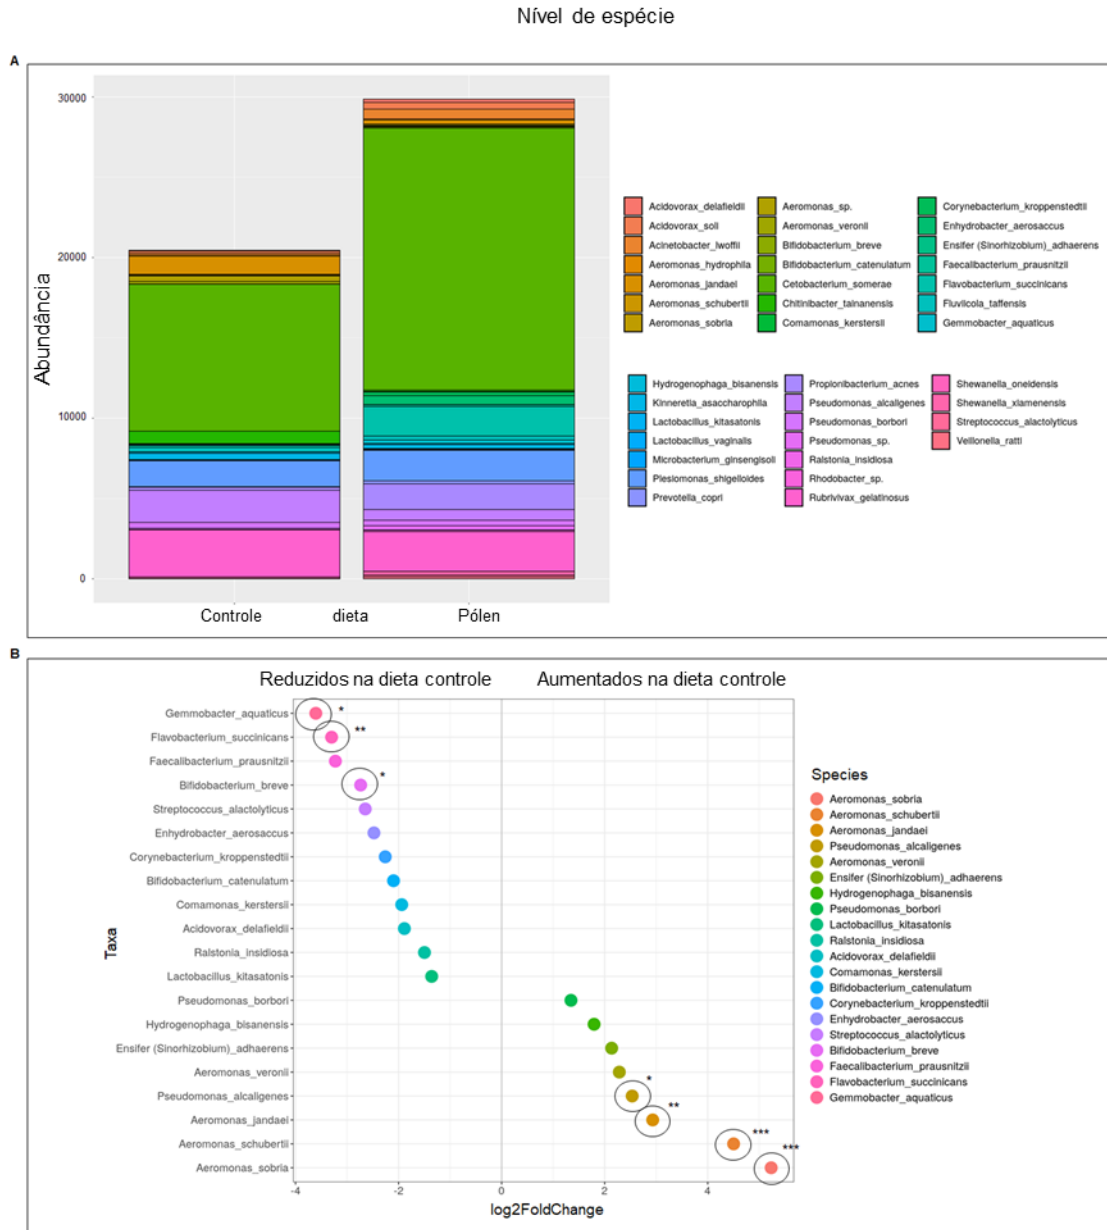 Nível de espécie
A
30000
20000
10000
0
Abundância
Controle
dieta
Pólen
Acidovorax_delafieldii
Acidovorax_soli
Acinetobacter_lwoffii
Aeromonas_hydrophila
Aeromonas_jandaei
Aeromonas_schubertii
Aeromonas_sobria
Aeromonas_sp.
Aeromonas_veronii
Bifidobacterium_breve
Bifidobacterium_catenulatum
Cetobacterium_somerae
Chitinibacter_tainanensis
Comamonas_kerstersii
Corynebacterium_kroppenstedtii
Enhydrobacter_aerosaccus
Ensifer (Sinorhizobium)_adhaerens
Faecalibacterium_prausnitzii
Flavobacterium_succinicans
Fluviicola_taffensis
Gemmobacter_aquaticus
Hydrogenophaga_bisanensis
Kinneretia_asaccharophila
Lactobacillus_kitasatonis
Lactobacillus_vaginalis
Microbacterium_ginsengisoli
Plesiomonas_shigelloides
Prevotella_copri
Propionibacterium_acnes
Pseudomonas_alcaligenes
Pseudomonas_borbori
Pseudomonas_sp.
Ralstonia_insidiosa
Rhodobacter_sp.
Rubrivivax_gelatinosus
Shewanella_oneidensis
Shewanella_xiamenensis
Streptococcus_alactolyticus
Veillonella_ratti
B
Reduzidos na dieta controle
Aumentados na dieta controle
Taxa
Gemmobacter_aquaticus
*
Flavobacterium_succinicans
**
Faecalibacterium_prausnitzii
Bifidobacterium_breve
*
Streptococcus_alactolyticus
Enhydrobacter_aerosaccus
Corynebacterium_kroppenstedtii
Bifidobacterium_catenulatum
Comamonas_kerstersii
Acidovorax_delafieldii
Ralstonia_insidiosa
Lactobacillus_kitasatonis
Pseudomonas_borbori
Hydrogenophaga_bisanensis
Ensifer (Sinorhizobium)_adhaerens
Aeromonas_veronii
Pseudomonas_alcaligenes
*
Aeromonas_jandaei
**
Aeromonas_schubertii
***
Aeromonas_sobria
***
-4
-2
0
2
4
log2FoldChange
Species
Aeromonas_sobria
Aeromonas_schubertii
Aeromonas_jandaei
Pseudomonas_alcaligenes
Aeromonas_veronii
Ensifer (Sinorhizobium)_adhaerens
Hydrogenophaga_bisanensis
Pseudomonas_borbori
Lactobacillus_kitasatonis
Ralstonia_insidiosa
Acidovorax_delafieldii
Comamonas_kerstersii
Bifidobacterium_catenulatum
Corynebacterium_kroppenstedtii
Enhydrobacter_aerosaccus
Streptococcus_alactolyticus
Bifidobacterium_breve
Faecalibacterium_prausnitzii
Flavobacterium_succinicans
Gemmobacter_aquaticus